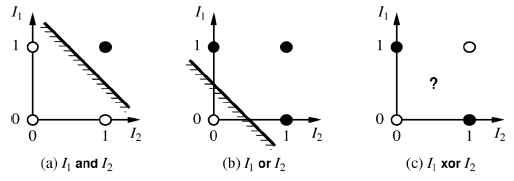 I₁
1
0
0
1
I₂
(a) I₁ and I₂
I₁
1
0
0
1
I₂
(b) I₁ or I₂
I₁
1
?
0
0
1
I₂
(c) I₁ xor I₂